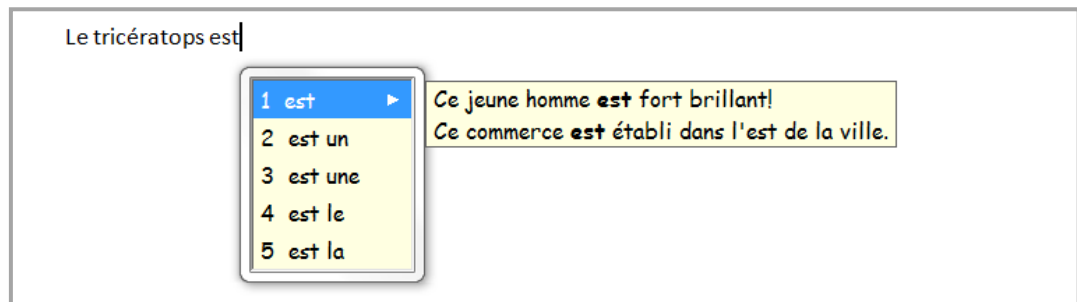 Le tricératops est
1 est
2 est un
3 est une
4 est le
5 est la
Ce jeune homme est fort brillant!
Ce commerce est établi dans l'est de la ville.